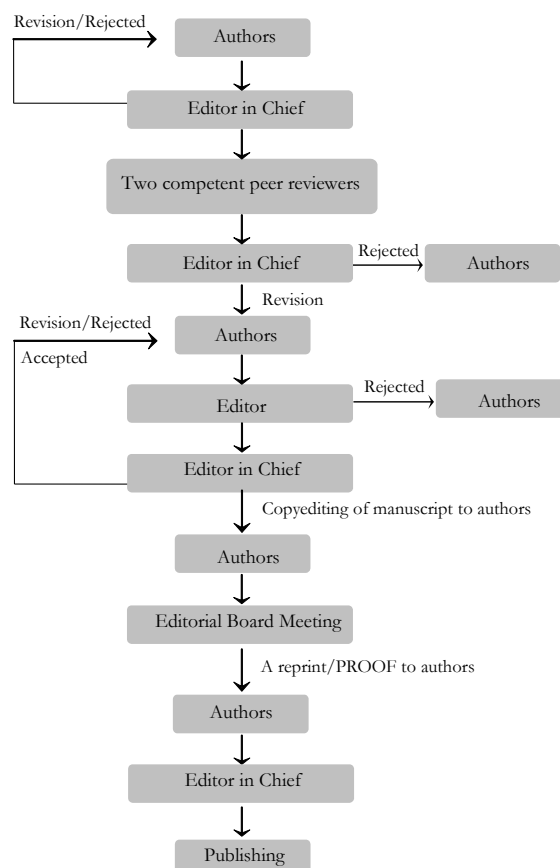 Revision/Rejected
Authors
Editor in Chief
Two competent peer reviewers
Editor in Chief
Rejected
Authors
Revision
Revision/Rejected
Accepted
Authors
Editor
Rejected
Authors
Editor in Chief
Copyediting of manuscript to authors
Authors
Editorial Board Meeting
A reprint/PROOF to authors
Authors
Editor in Chief
Publishing